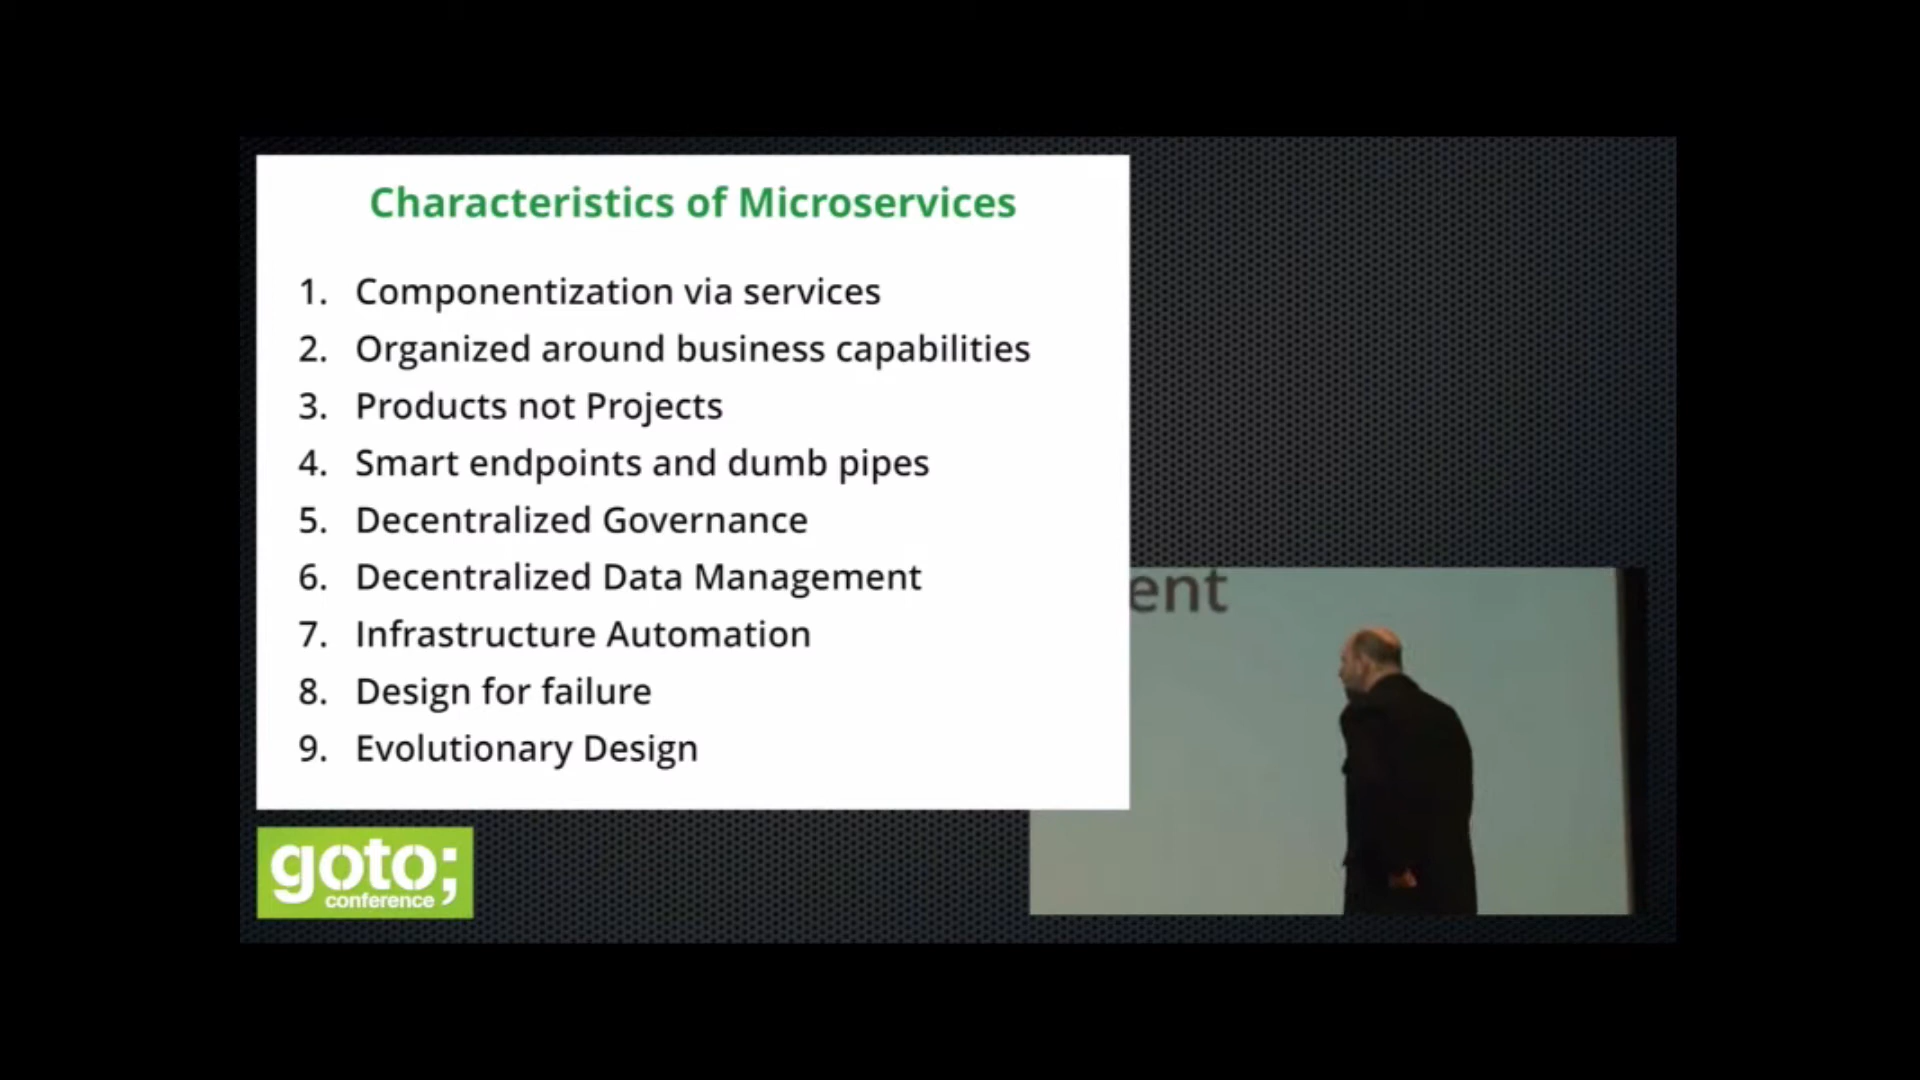 Characteristics of Microservices
1. Componentization via services
2. Organized around business capabilities
3. Products not Projects
4. Smart endpoints and dumb pipes
5. Decentralized Governance
6. Decentralized Data Management
7. Infrastructure Automation
8. Design for failure
9. Evolutionary Design
ent
goto;
conference